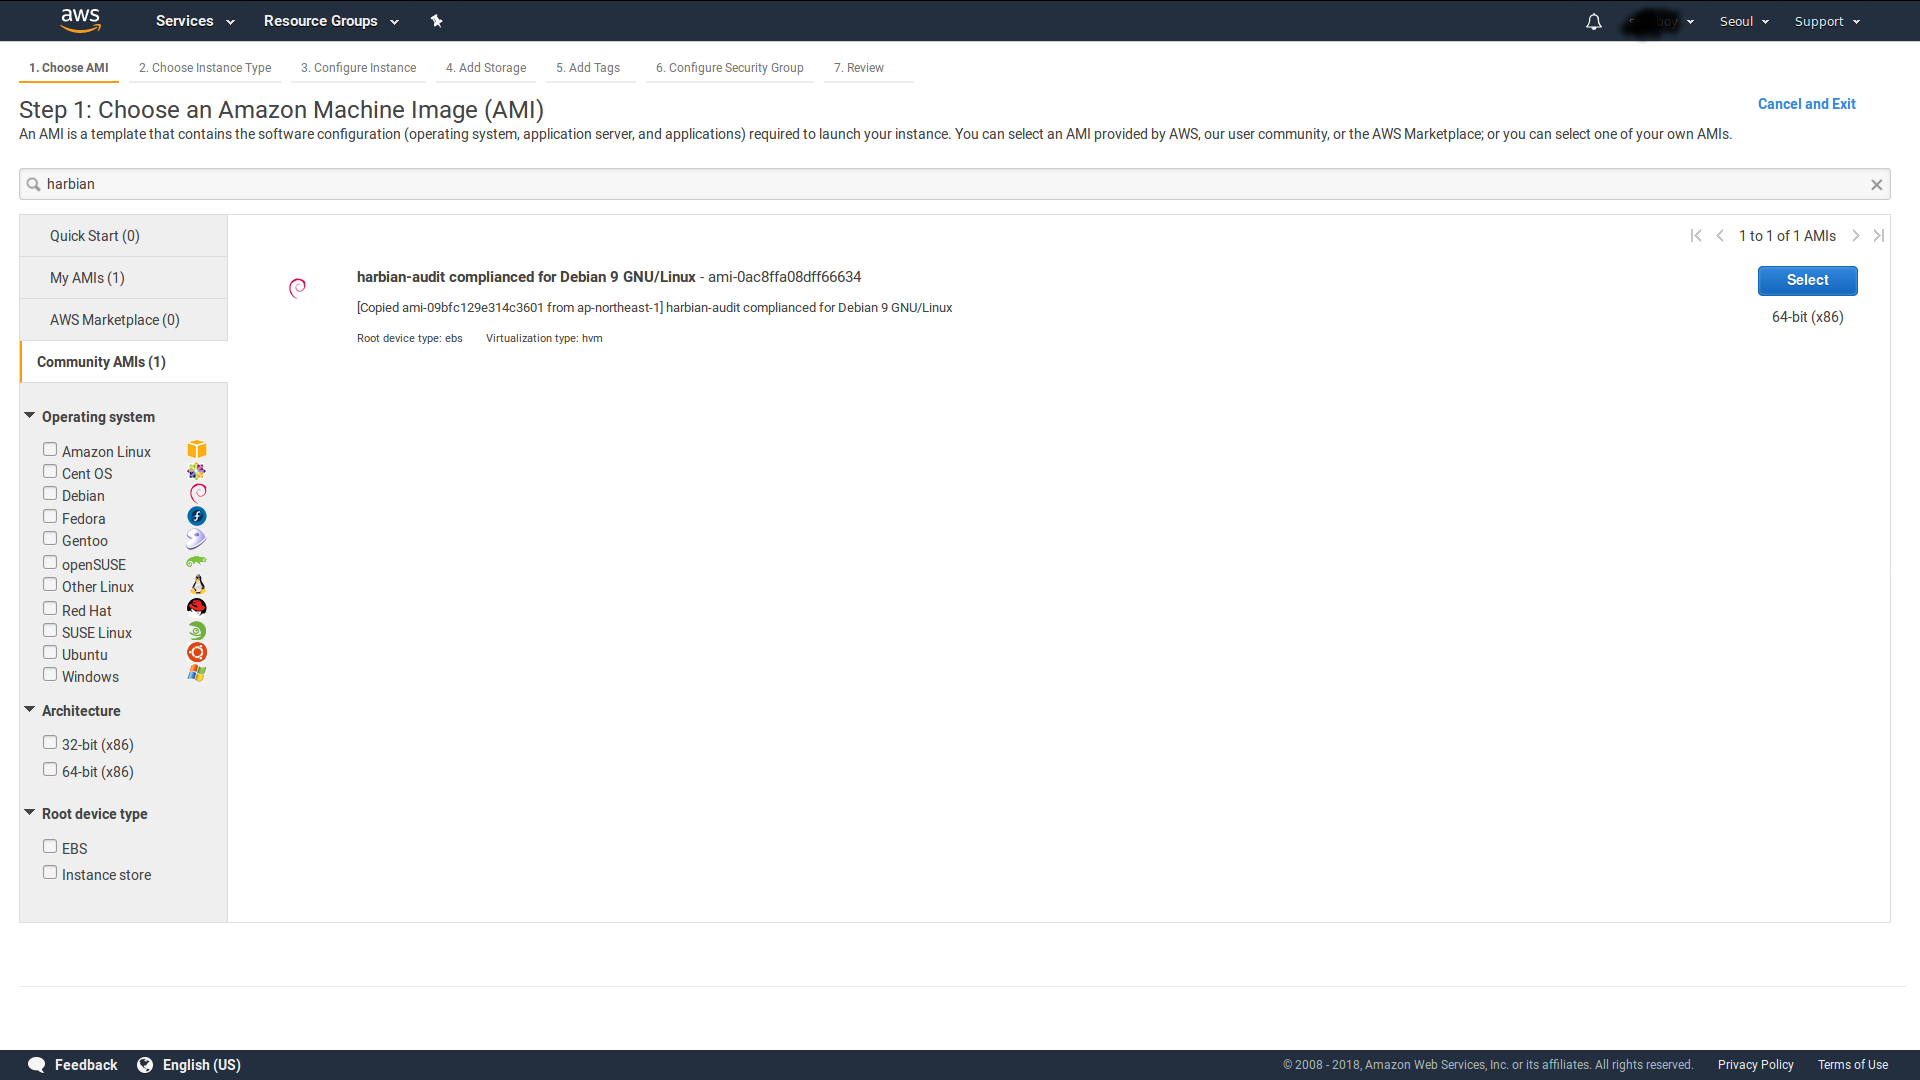 aws Services Resource Groups Seoul Support
1. Choose AMI 2. Choose Instance Type 3. Configure Instance 4. Add Storage 5. Add Tags 6. Configure Security Group 7. Review
Step 1: Choose an Amazon Machine Image (AMI)
Cancel and Exit
An AMI is a template that contains the software configuration (operating system, application server, and applications) required to launch your instance. You can select an AMI provided by AWS, our user community, or the AWS Marketplace; or you can select one of your own AMIs.
harbian
Quick Start (0)
My AMIs (1)
AWS Marketplace (0)
Community AMIs (1)
Operating system
Amazon Linux
Cent OS
Debian
Fedora
Gentoo
openSUSE
Other Linux
Red Hat
SUSE Linux
Ubuntu
Windows
Architecture
32-bit (x86)
64-bit (x86)
Root device type
EBS
Instance store
1 to 1 of 1 AMIs
harbian-audit complianced for Debian 9 GNU/Linux - ami-0ac8ffa08dff66634
[Copied ami-09bfc129e314c3601 from ap-northeast-1] harbian-audit complianced for Debian 9 GNU/Linux
Root device type: ebs Virtualization type: hvm
Select
64-bit (x86)
Feedback English (US) © 2008 - 2018, Amazon Web Services, Inc. or its affiliates. All rights reserved. Privacy Policy Terms of Use